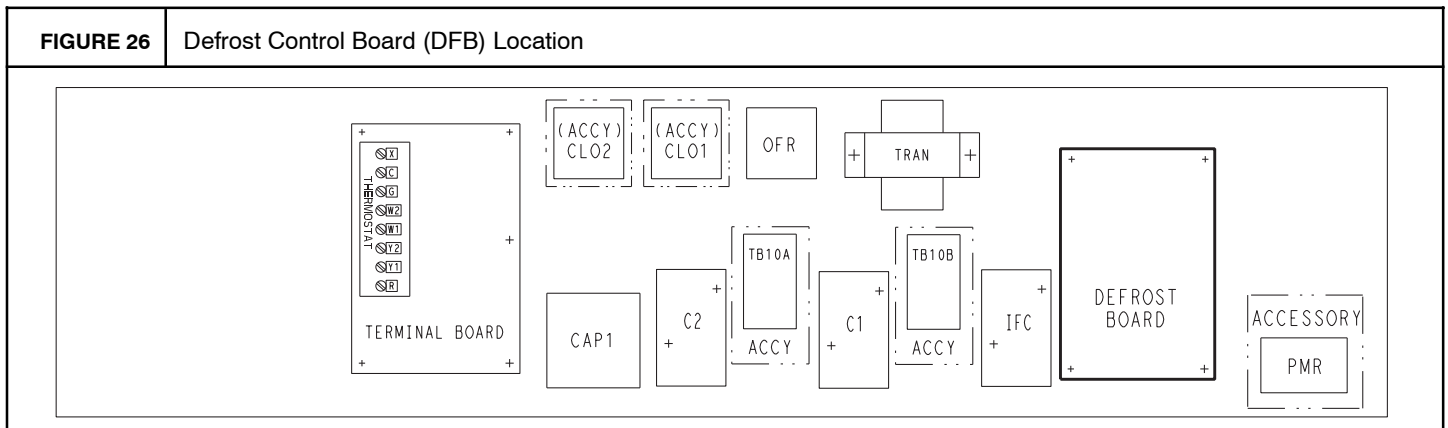 FIGURE 26 Defrost Control Board (DFB) Location
(ACCY)
CLO2
(ACCY)
CLO1
OFR
TRAN
THERMOSTAT
X
C
G
W2
W1
Y2
Y1
R
TERMINAL BOARD
CAP1
C2
TB10A
ACCY
C1
TB10B
ACCY
IFC
DEFROST
BOARD
ACCESSORY
PMR